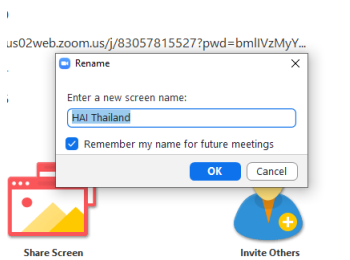 us02web.zoom.us/j/83057815527?pwd=bmlIVzMyY...
Rename
Enter a new screen name:
HAI Thailand
Remember my name for future meetings
OK Cancel
Share Screen Invite Others